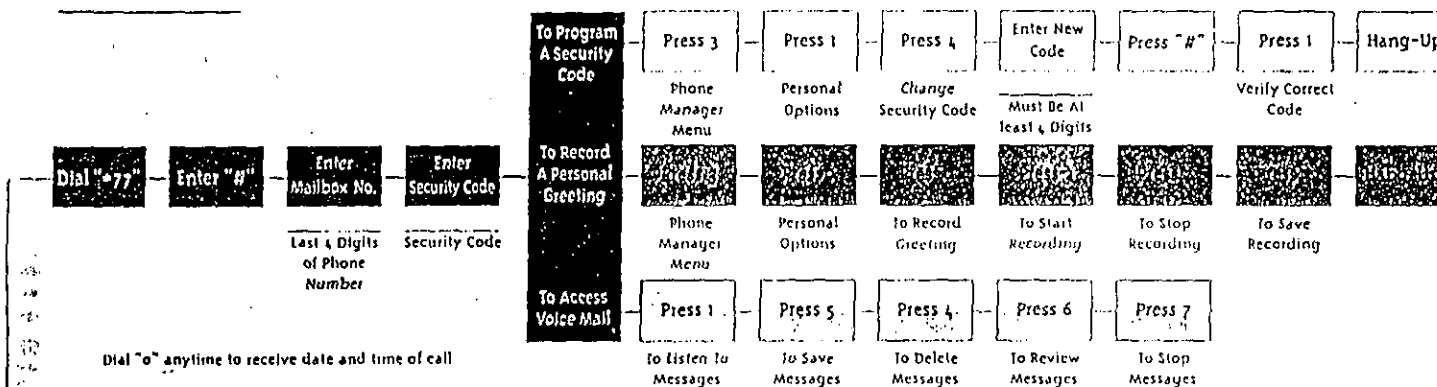 To Program
A Security
Code
Press 3
Press 1
Press 4
Enter New
Code
Press "#"
Press 1
Hang-Up
Phone
Manager
Menu
Personal
Options
Change
Security Code
Must Be At
least 4 Digits
Verify Correct
Code
Dial "*77"
Enter "#"
Enter
Mailbox No.
Enter
Security Code
Last 4 Digits
of Phone
Number
Security Code
To Record
A Personal
Greeting
Phone
Manager
Menu
Personal
Options
To Record
Greeting
To Start
Recording
To Stop
Recording
To Save
Recording
To Access
Voice Mail
Press 1
Press 5
Press 4
Press 6
Press 7
To Listen To
Messages
To Save
Messages
To Delete
Messages
To Review
Messages
To Stop
Messages
Dial "0" anytime to receive date and time of call